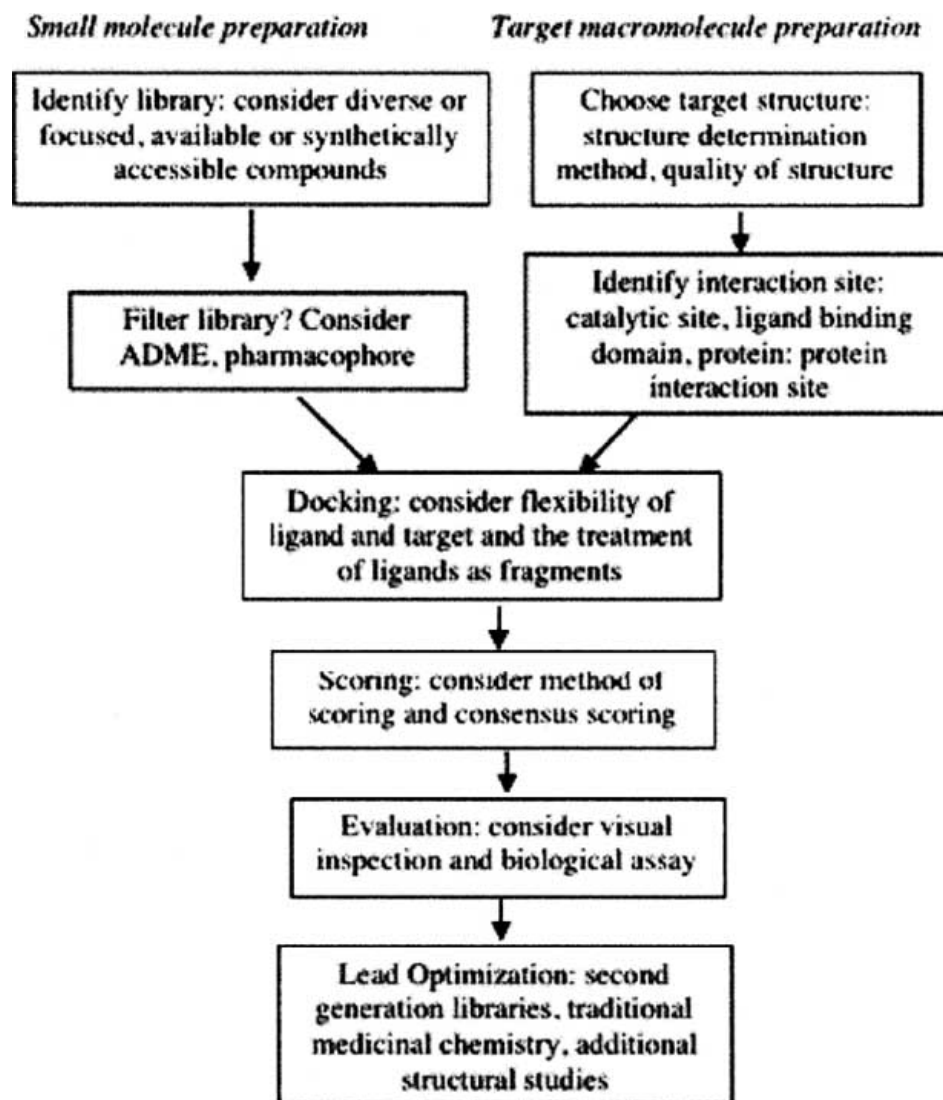 Small molecule preparation
Target macromolecule preparation
Identify library: consider diverse or
focused, available or synthetically
accessible compounds
Choose target structure:
structure determination
method, quality of structure
Filter library? Consider
ADME, pharmacophore
Identify interaction site:
catalytic site, ligand binding
domain, protein: protein
interaction site
Docking: consider flexibility of
ligand and target and the treatment
of ligands as fragments
Scoring: consider method of
scoring and consensus scoring
Evaluation: consider visual
inspection and biological assay
Lead Optimization: second
generation libraries, traditional
medicinal chemistry, additional
structural studies